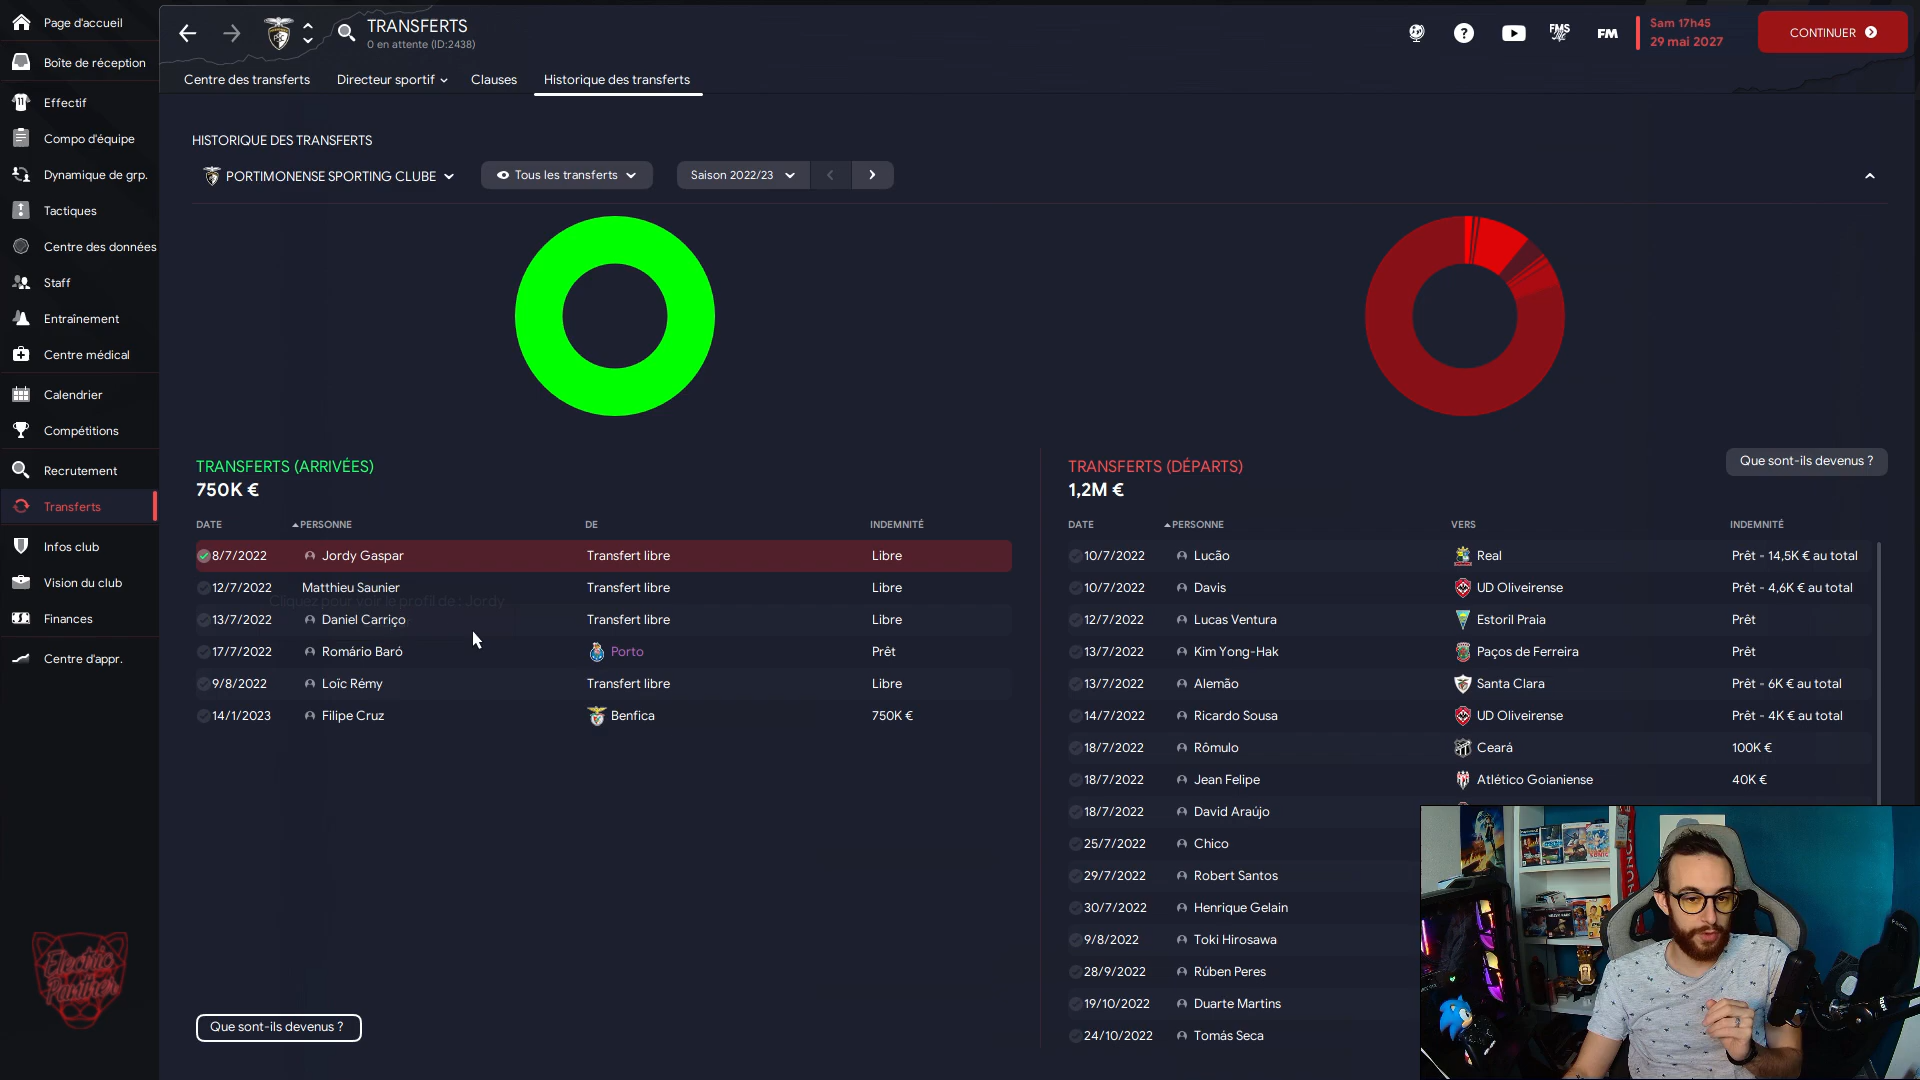 Page d'accueil
Boîte de réception
Effectif
Compo d'équipe
Dynamique de grp.
Tactiques
Centre des données
Staff
Entraînement
Centre médical
Calendrier
Compétitions
Recrutement
Transferts
Infos club
Vision du club
Finances
Centre d'appr.
Electric Panther
TRANSFERTS
0 en attente (ID:2438)
FMS
FM
Sam 17h45
29 mai 2027
CONTINUER
Centre des transferts
Directeur sportif
Clauses
Historique des transferts
HISTORIQUE DES TRANSFERTS
PORTIMONENSE SPORTING CLUBE
Tous les transferts
Saison 2022/23
TRANSFERTS (ARRIVÉES)
750K €
DATE PERSONNE DE INDEMNITÉ
8/7/2022 Jordy Gaspar Transfert libre Libre
12/7/2022 Matthieu Saunier Transfert libre Libre
Cliquez pour voir le profil de : Jordy
13/7/2022 Daniel Carriço Transfert libre Libre
17/7/2022 Romário Baró Porto Prêt
9/8/2022 Loïc Rémy Transfert libre Libre
14/1/2023 Filipe Cruz Benfica 750K €
Que sont-ils devenus ?
TRANSFERTS (DÉPARTS)
1,2M €
Que sont-ils devenus ?
DATE PERSONNE VERS INDEMNITÉ
10/7/2022 Lucão Real Prêt - 14,5K € au total
10/7/2022 Davis UD Oliveirense Prêt - 4,6K € au total
12/7/2022 Lucas Ventura Estoril Praia Prêt
13/7/2022 Kim Yong-Hak Paços de Ferreira Prêt
13/7/2022 Alemão Santa Clara Prêt - 6K € au total
14/7/2022 Ricardo Sousa UD Oliveirense Prêt - 4K € au total
18/7/2022 Rômulo Ceará 100K €
18/7/2022 Jean Felipe Atlético Goianiense 40K €
18/7/2022 David Araújo
25/7/2022 Chico
29/7/2022 Robert Santos
30/7/2022 Henrique Gelain
9/8/2022 Toki Hirosawa
28/9/2022 Rúben Peres
19/10/2022 Duarte Martins
24/10/2022 Tomás Seca